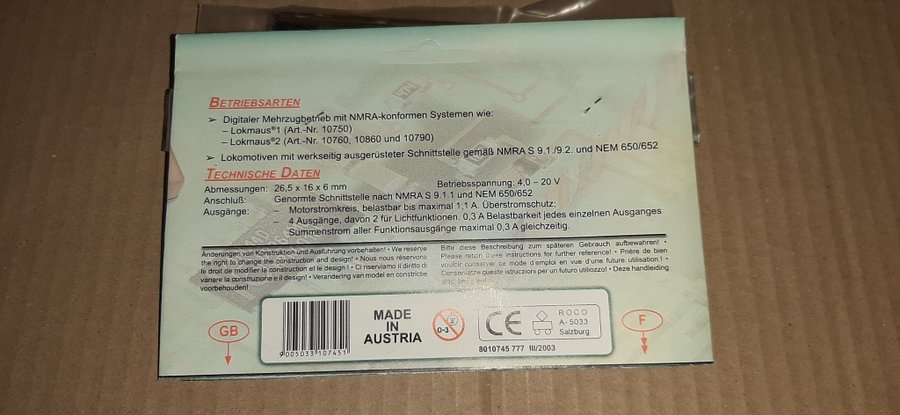 BETRIEBSARTEN
➢ Digitaler Mehrzugbetrieb mit NMRA-konformen Systemen wie:
– Lokmaus®1 (Art.-Nr. 10750)
– Lokmaus®2 (Art.-Nr. 10760, 10860 und 10790)
➢ Lokomotiven mit werkseitig ausgerüsteter Schnittstelle gemäß NMRA S 9.1./9.2. und NEM 650/652
TECHNISCHE DATEN
Abmessungen: 26,5 x 16 x 6 mm Betriebsspannung: 4,0 – 20 V
Anschluß: Genormte Schnittstelle nach NMRA S 9.1.1 und NEM 650/652
Ausgänge: – Motorstromkreis, belastbar bis maximal 1,1 A. Überstromschutz;
– 4 Ausgänge, davon 2 für Lichtfunktionen. 0,3 A Belastbarkeit jedes einzelnen Ausganges
Summenstrom aller Funktionsausgänge maximal 0,3 A gleichzeitig.
Änderungen von Konstruktion und Ausführung vorbehalten! • We reserve
the right to change the construction and design! • Nous nous réservons
le droit de modifier la construction et le design! • Ci riserviamo il diritto di
variare la construzione e il design! • Verandering van model en constrictie
voorbehouden!
Bitte diese Beschreibung zum späteren Gebrauch aufbewahren! •
Please retain these instructions for further reference! • Prière de bien
vouloir conserver ce mode d'emploi en vue d'une future utilisation! •
Conservate queste istruczioni per un futuro utiliozzo! • Deze handleiding
GB
9005033107451
MADE
IN
AUSTRIA
0-3
CE
ROCO
A-5033
Salzburg
8010745 777 III/2003
F